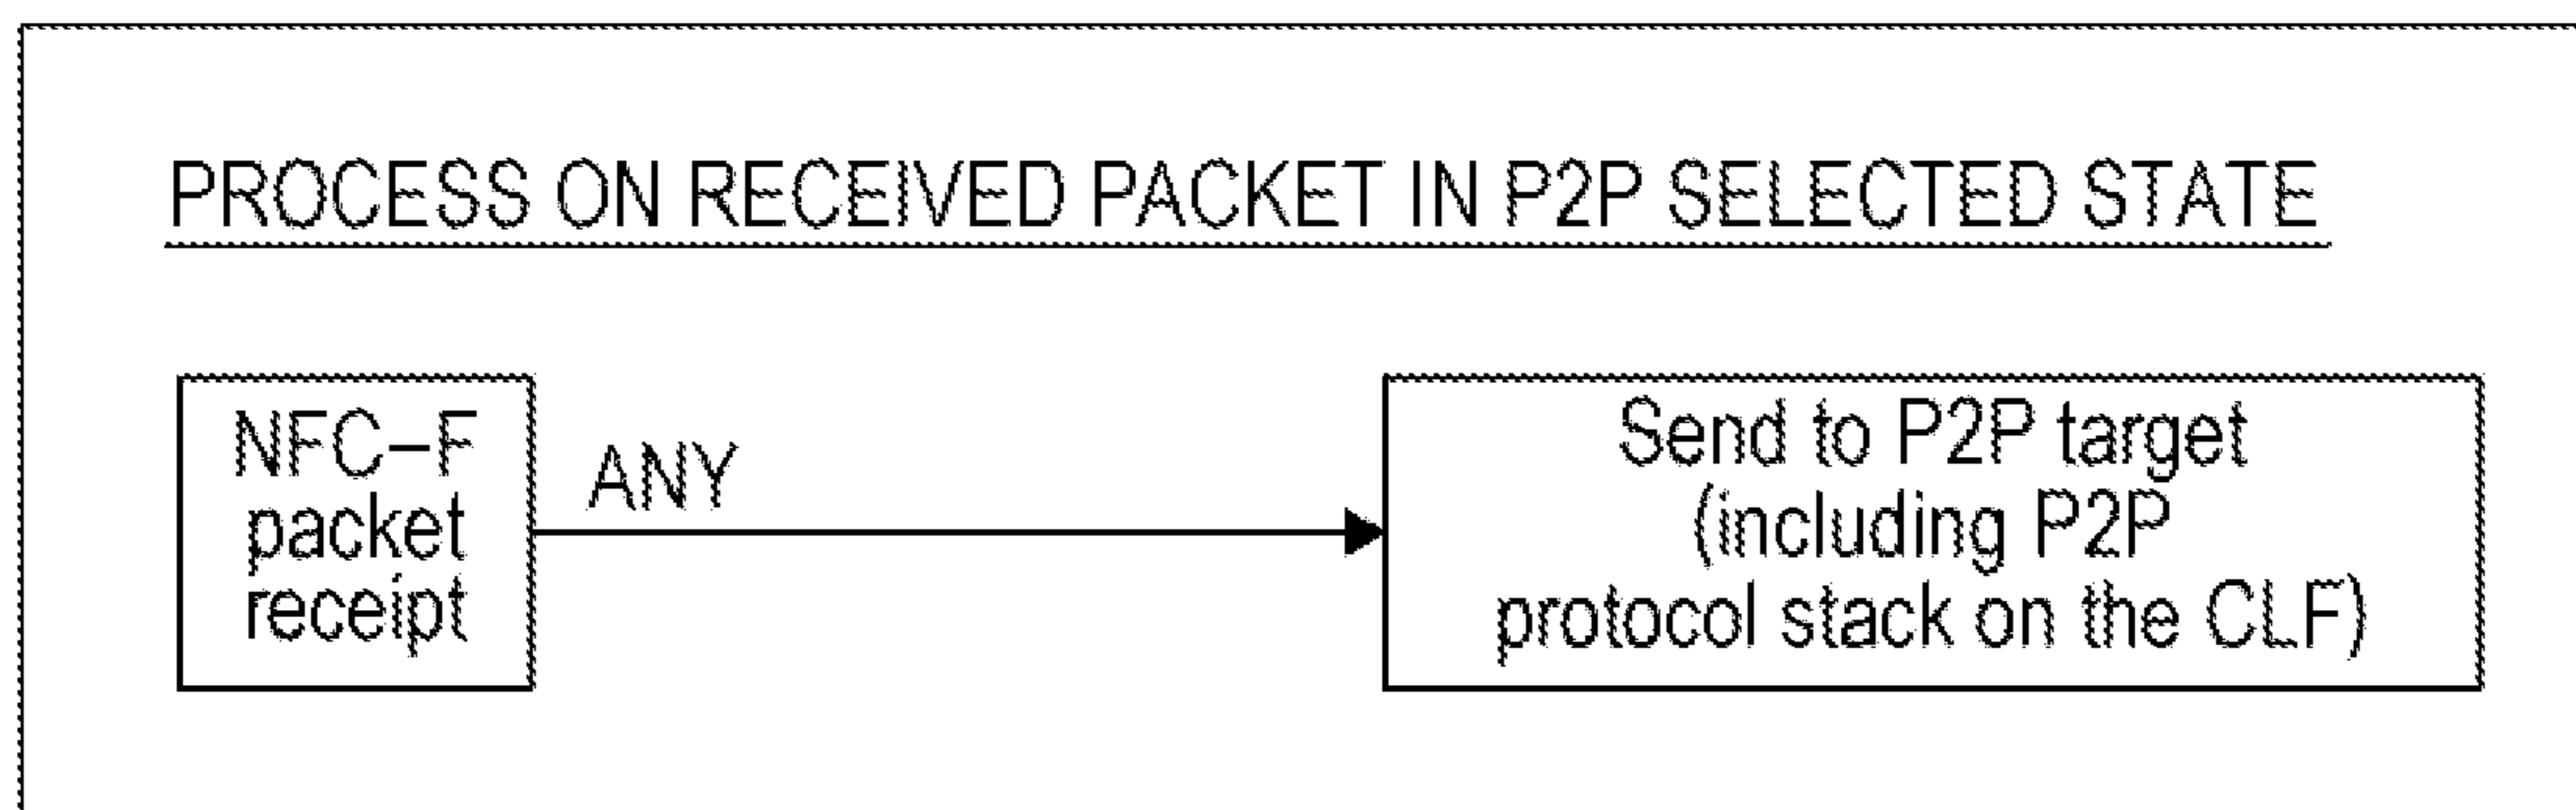 PROCESS ON RECEIVED PACKET IN P2P SELECTED STATE
NFC-F
packet
receipt
ANY
Send to P2P target
(including P2P
protocol stack on the CLF)